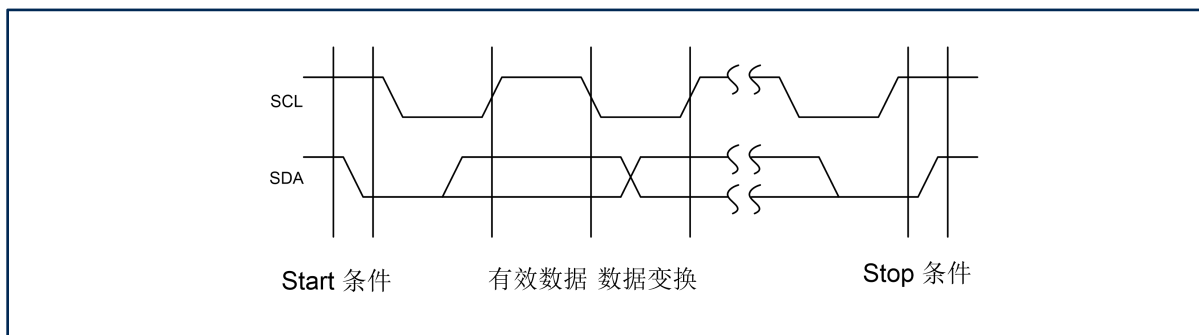 SCL
SDA
Start 条件
有效数据
数据变换
Stop 条件